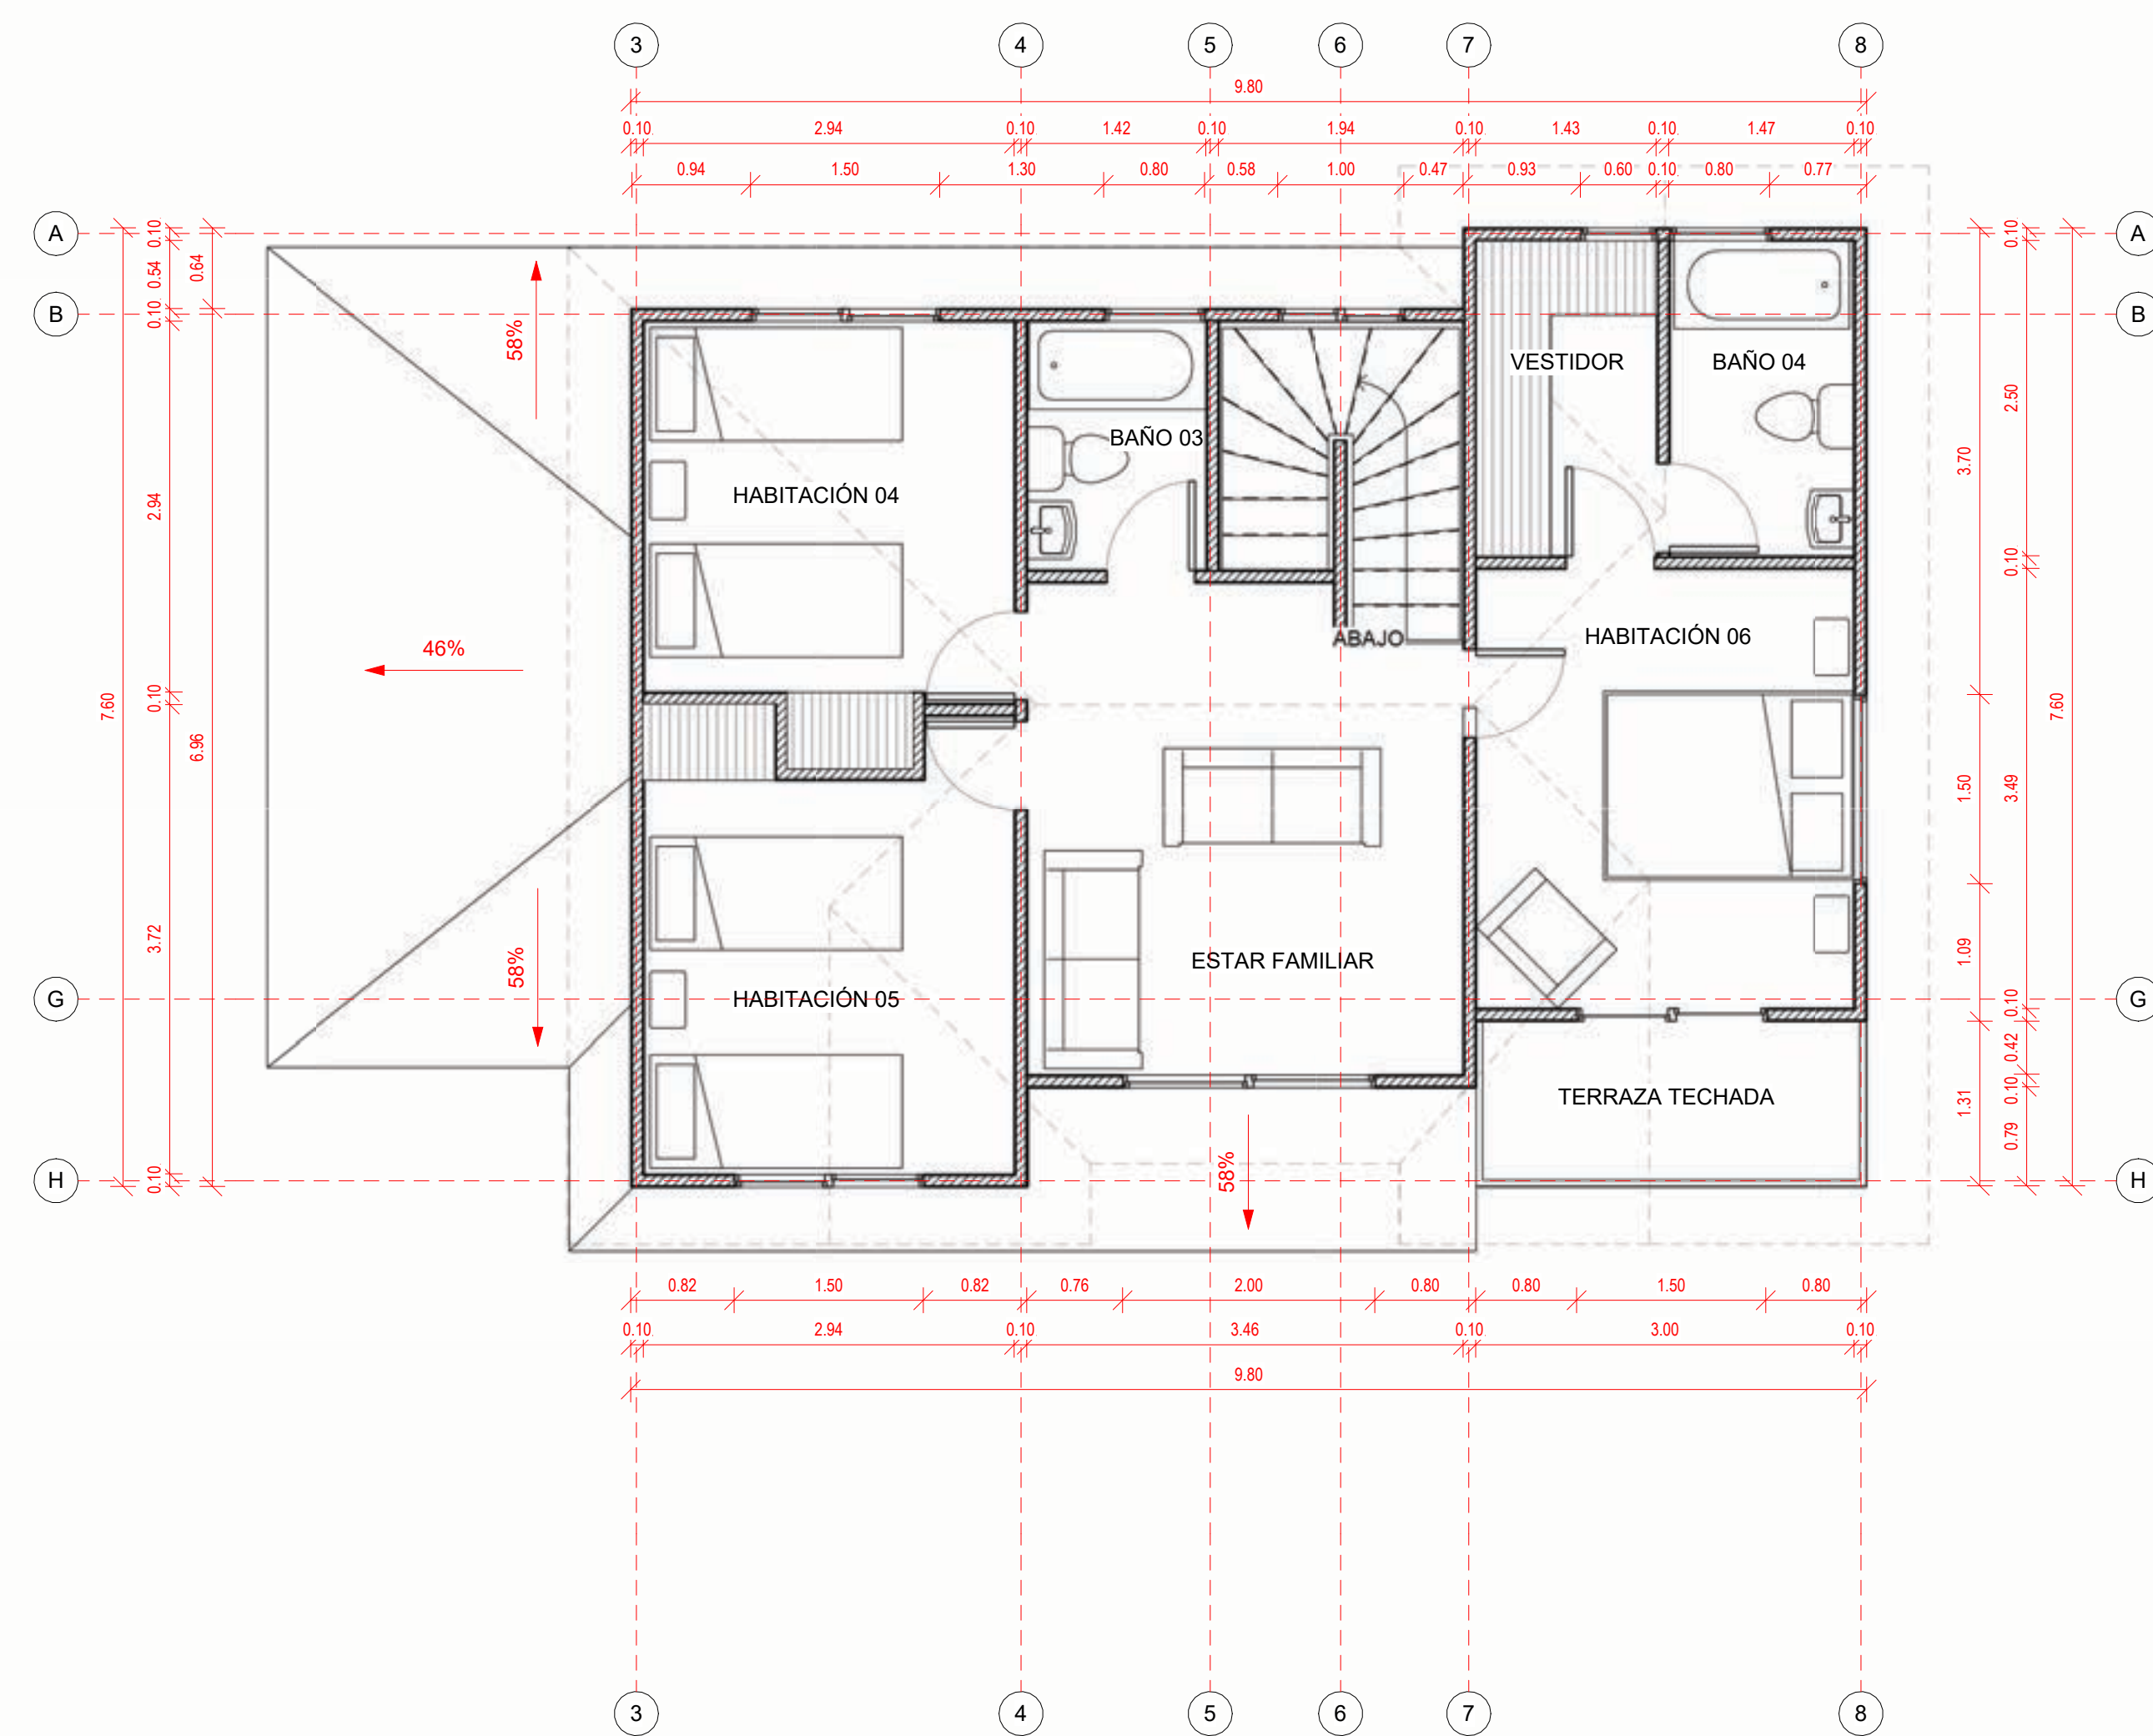 3 4 5 6 7 8
9.80
0.10 2.94 0.10 1.42 0.10 1.94 0.10 1.43 0.10 1.47 0.10
0.94 1.50 1.30 0.80 0.58 1.00 0.47 0.93 0.60 0.10 0.80 0.77
A A
B B
G G
H H
7.60
0.10 0.54 0.10 2.94 0.10 3.72 0.10
0.64 6.96
58%
46%
58%
58%
HABITACIÓN 04
BAÑO 03
VESTIDOR
BAÑO 04
ABAJO
HABITACIÓN 06
ESTAR FAMILIAR
HABITACIÓN 05
TERRAZA TECHADA
3.70 1.50 1.09 1.31
0.10 2.50 0.10 3.49 0.10 0.42 0.10 0.79
7.60
0.82 1.50 0.82 0.76 2.00 0.80 0.80 1.50 0.80
0.10 2.94 0.10 3.46 0.10 3.00 0.10
9.80
3 4 5 6 7 8